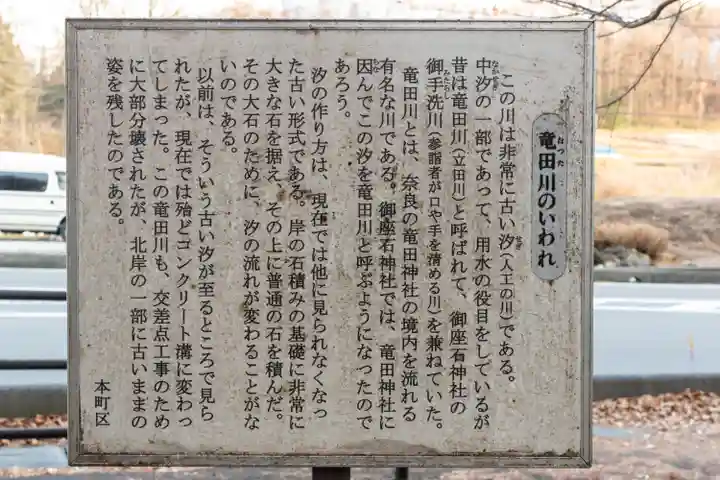 竜田川のいわれ
たつた
この川は非常に古い汐(人工の川)である。
せぎ
中汐の一部であって、用水の役目をしているが
なかせぎ
昔は竜田川(立田川)と呼ばれて、御座石神社の
御手洗川(参詣者が口や手を清める川)を兼ねていた。
みたらし
竜田川とは、奈良の竜田神社の境内を流れる
有名な川である。御座石神社では、竜田神社に
因んでこの汐を竜田川と呼ぶようになったので
ちな
あろう。
汐の作り方は、現在では他に見られなくなっ
た古い形式である。岸の石積みの基礎に非常に
大きな石を据え、その上に普通の石を積んだ。
その大石のために、汐の流れが変わることがな
いのである。
以前は、そういう古い汐が至るところで見ら
れたが、現在では殆どコンクリート溝に変わっ
てしまった。この竜田川も、交差点工事のため
に大部分壊されたが、北岸の一部に古いままの
姿を残したのである。
本町区